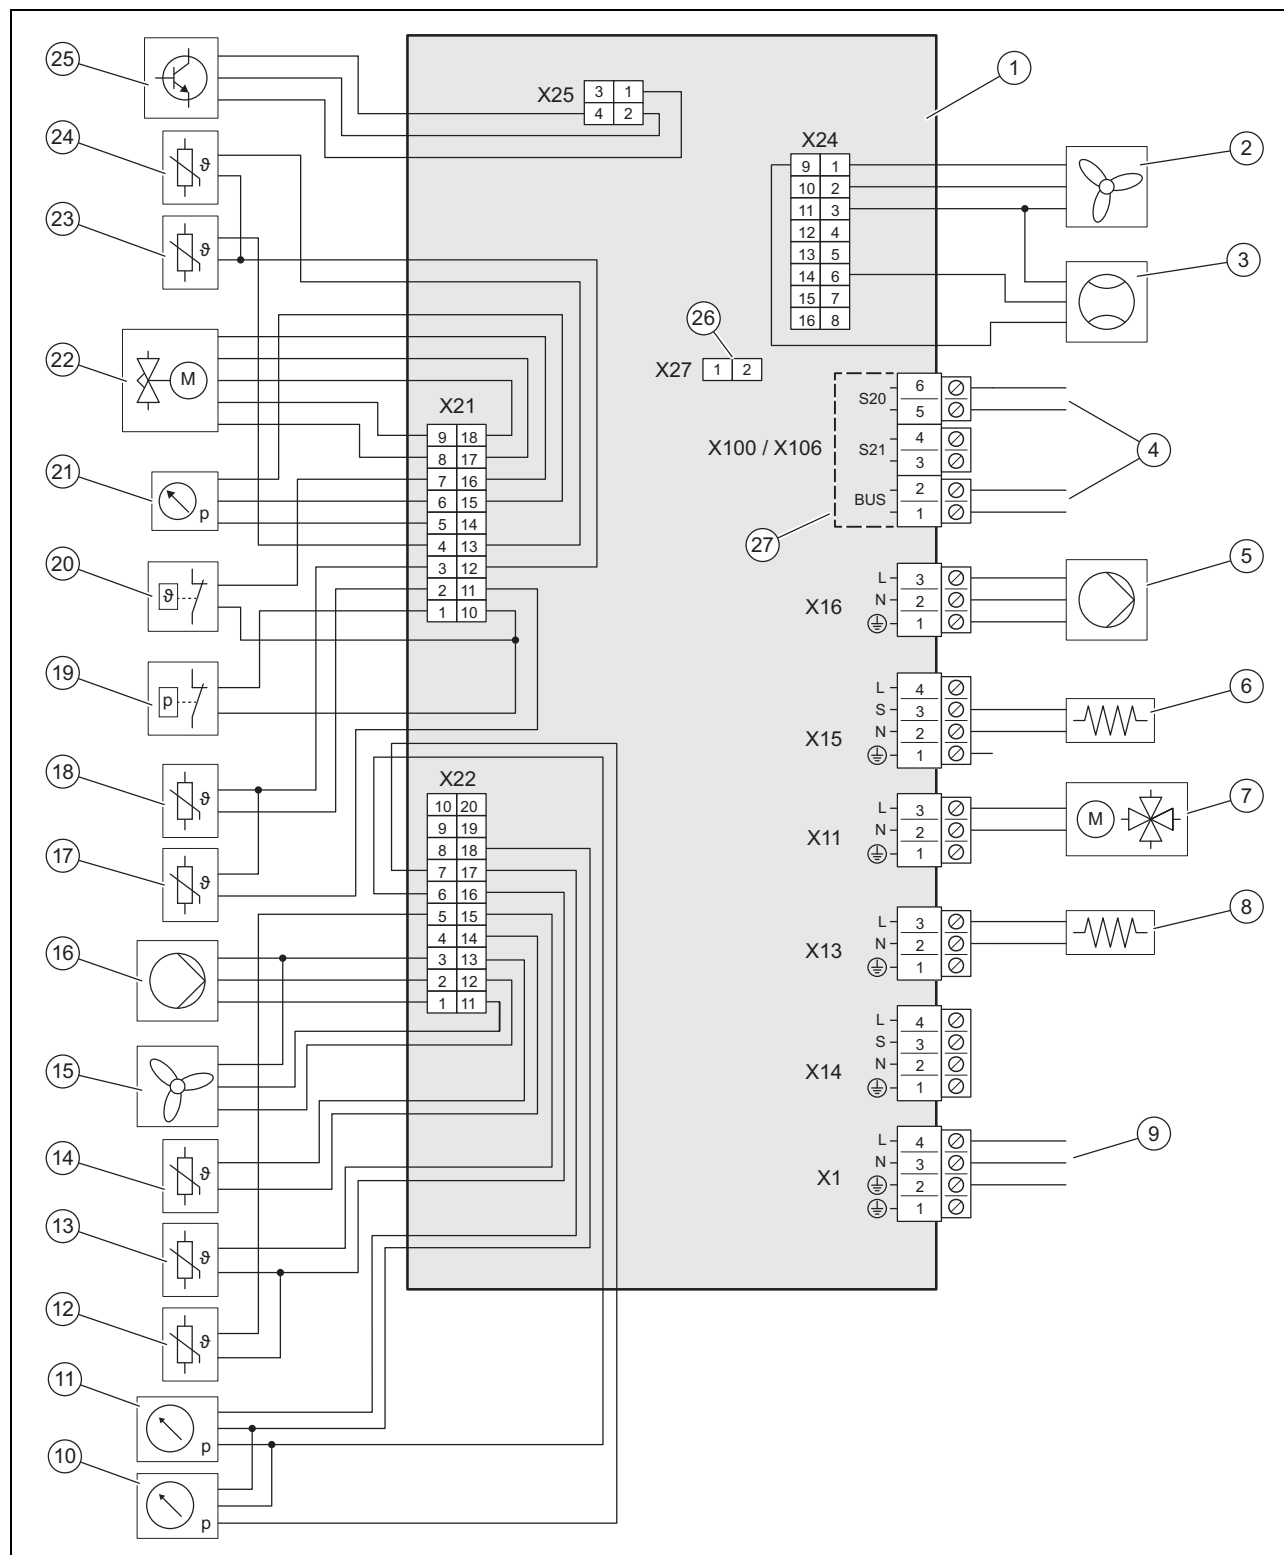 25
24
23
22
21
20
19
18
17
16
15
14
13
12
11
10
ϑ
ϑ
M
p
ϑ
p
ϑ
ϑ
ϑ
ϑ
ϑ
p
p
X25
3 1
4 2
X24
9 1
10 2
11 3
12 4
13 5
14 6
15 7
16 8
26
X27 1 2
X21
9 18
8 17
7 16
6 15
5 14
4 13
3 12
2 11
1 10
X22
10 20
9 19
8 18
7 17
6 16
5 15
4 14
3 13
2 12
1 11
X100 / X106
S20
6
5
S21
4
3
BUS
2
1
27
X16
L 3
N 2
1
X15
L 4
S 3
N 2
1
X11
L 3
N 2
1
M
X13
L 3
N 2
1
X14
L 4
S 3
N 2
1
X1
L 4
N 3
2
1
1
2
3
4
5
6
7
8
9